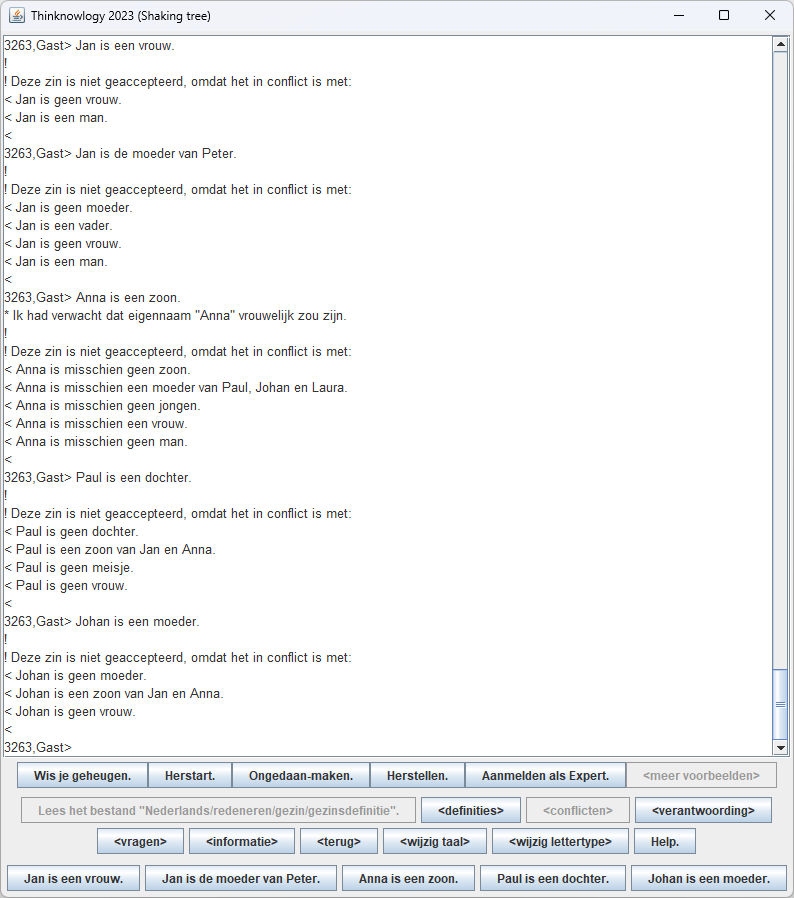 Thinknowlogy 2023 (Shaking tree)
3263,Gast> Jan is een vrouw.
!
! Deze zin is niet geaccepteerd, omdat het in conflict is met:
< Jan is geen vrouw.
< Jan is een man.
<
3263,Gast> Jan is de moeder van Peter.
!
! Deze zin is niet geaccepteerd, omdat het in conflict is met:
< Jan is geen moeder.
< Jan is een vader.
< Jan is geen vrouw.
< Jan is een man.
<
3263,Gast> Anna is een zoon.
* Ik had verwacht dat eigennaam "Anna" vrouwelijk zou zijn.
!
! Deze zin is niet geaccepteerd, omdat het in conflict is met:
< Anna is misschien geen zoon.
< Anna is misschien een moeder van Paul, Johan en Laura.
< Anna is misschien geen jongen.
< Anna is misschien een vrouw.
< Anna is misschien geen man.
<
3263,Gast> Paul is een dochter.
!
! Deze zin is niet geaccepteerd, omdat het in conflict is met:
< Paul is geen dochter.
< Paul is een zoon van Jan en Anna.
< Paul is geen meisje.
< Paul is geen vrouw.
<
3263,Gast> Johan is een moeder.
!
! Deze zin is niet geaccepteerd, omdat het in conflict is met:
< Johan is geen moeder.
< Johan is een zoon van Jan en Anna.
< Johan is geen vrouw.
<
3263,Gast>
Wis je geheugen. Herstart. Ongedaan-maken. Herstellen. Aanmelden als Expert. <meer voorbeelden>
Lees het bestand "Nederlands/redeneren/gezin/gezinsdefinitie". <definities> <conflicten> <verantwoording>
<vragen> <informatie> <terug> <wijzig taal> <wijzig lettertype> Help.
Jan is een vrouw. Jan is de moeder van Peter. Anna is een zoon. Paul is een dochter. Johan is een moeder.